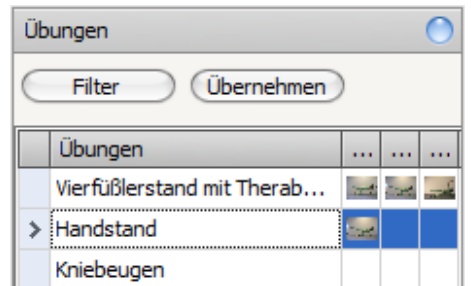 Übungen
Filter Übernehmen
Übungen ... ... ...
Vierfüßlerstand mit Therab...
Handstand
Kniebeugen